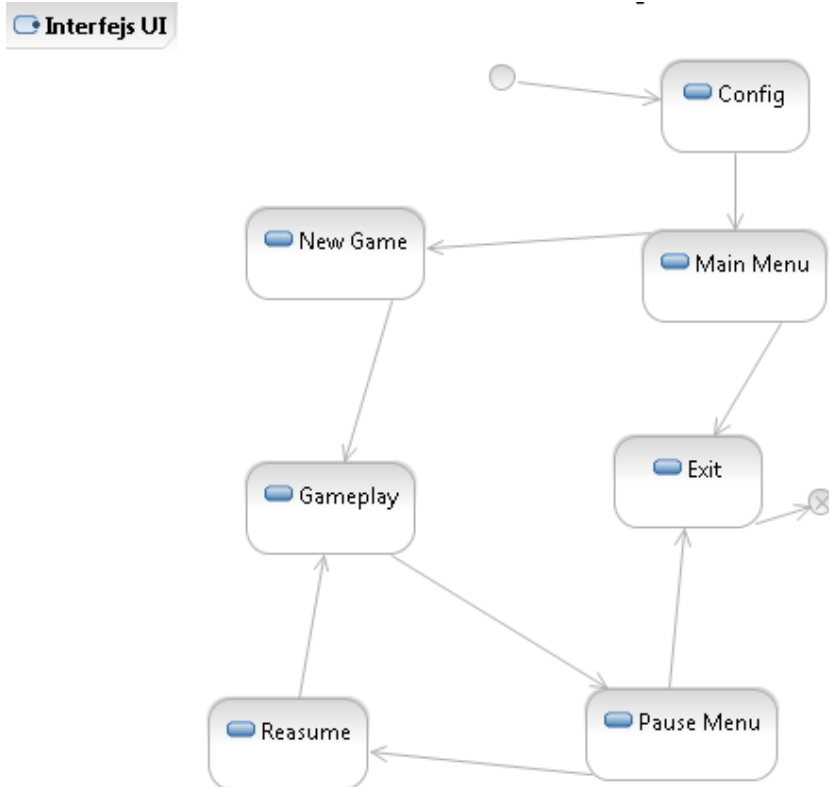 Interfejs UI
Config
New Game
Main Menu
Gameplay
Exit
Reasume
Pause Menu